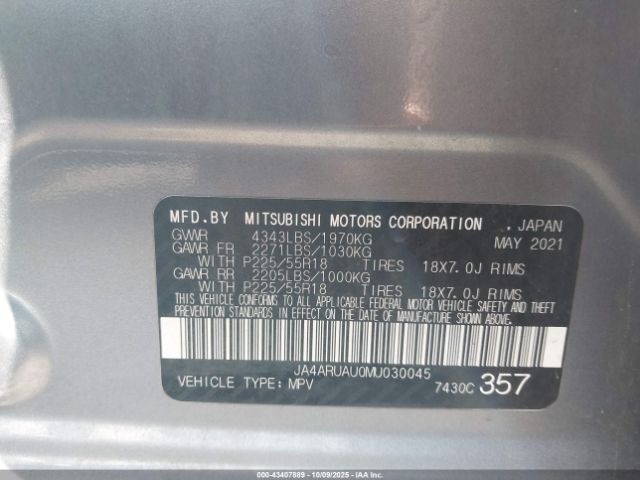 MFD.BY MITSUBISHI MOTORS CORPORATION , JAPAN
GVWR 4343LBS/1970KG MAY 2021
GAWR FR 2271LBS/1030KG
WITH P225/55R18 TIRES 18X7.0J RIMS
GAWR RR 2205LBS/1000KG
WITH P225/55R18 TIRES 18X7.0J RIMS
THIS VEHICLE CONFORMS TO ALL APPLICABLE FEDERAL MOTOR VEHICLE SAFETY AND THEFT
PREVENTION STANDARDS IN EFFECT ON THE DATE OF MANUFACTURE SHOWN ABOVE.
JA4ARUAU0MU030045
VEHICLE TYPE: MPV 7430C 357
000-43407889 - 10/09/2025 - IAA Inc.